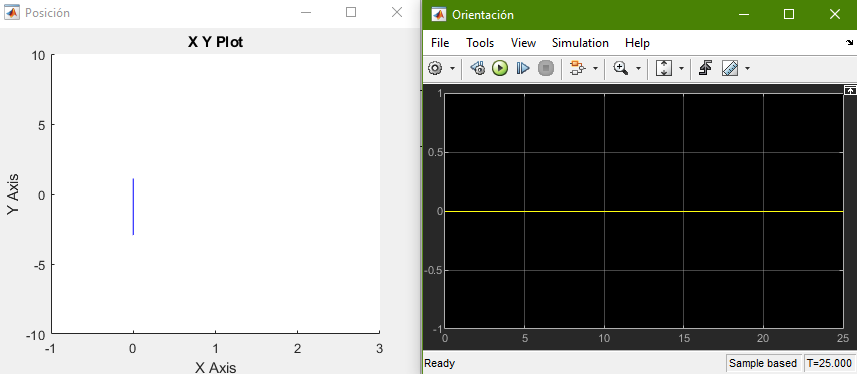 Posición
X Y Plot
10
5
0
-5
-10
Y Axis
-1
0
1
2
3
X Axis
Orientación
File Tools View Simulation Help
1
0.5
0
-0.5
-1
0
5
10
15
20
25
Ready
Sample based
T=25.000